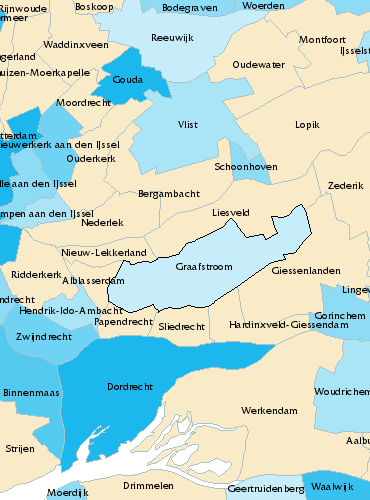 Rijnwoude
Boskoop
Bodegraven
Woerden
meer
Reeuwijk
Montfoort
Waddinxveen
IJsselst
gerland
Oudewater
huizen-Moerkapelle
Gouda
Moordrecht
Vlist
Lopik
tterdam
ieuwerkerk aan den IJssel
Ouderkerk
Schoonhoven
lle aan den IJssel
Zederik
Bergambacht
mpen aan den IJssel
Liesveld
Nederlek
Nieuw-Lekkerland
Graafstroom
Giessenlanden
Ridderkerk
Alblasserdam
Lingew
ndrecht
Hendrik-Ido-Ambacht
Gorinchem
Papendrecht
Sliedrecht
Hardinxveld-Giessendam
Zwijndrecht
Binnenmaas
Dordrecht
Woudrichem
Werkendam
Strijen
Aalbu
Drimmelen
Geertruidenberg
Waalwijk
Moerdijk